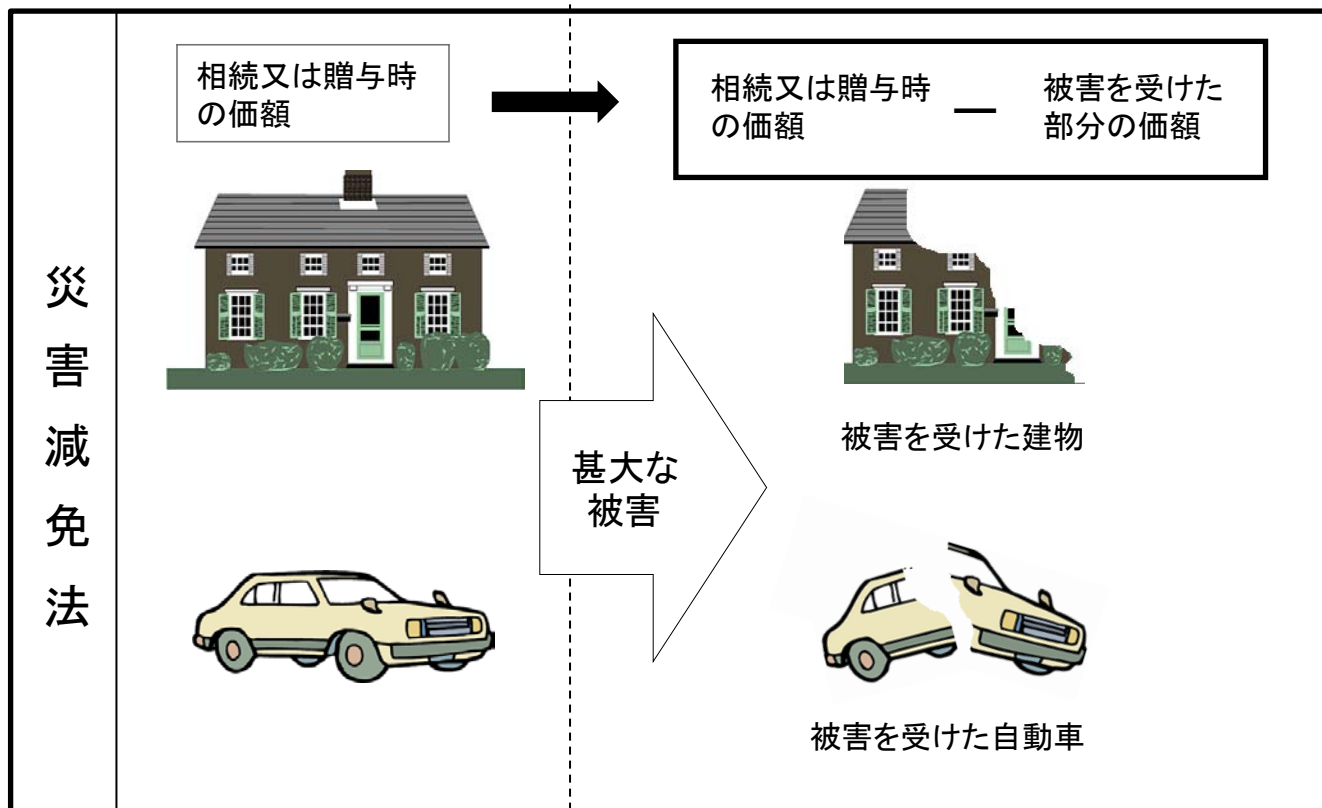 災害減免法
相続又は贈与時
の価額
相続又は贈与時
の価額
ー
被害を受けた
部分の価額
甚大な
被害
被害を受けた建物
被害を受けた自動車